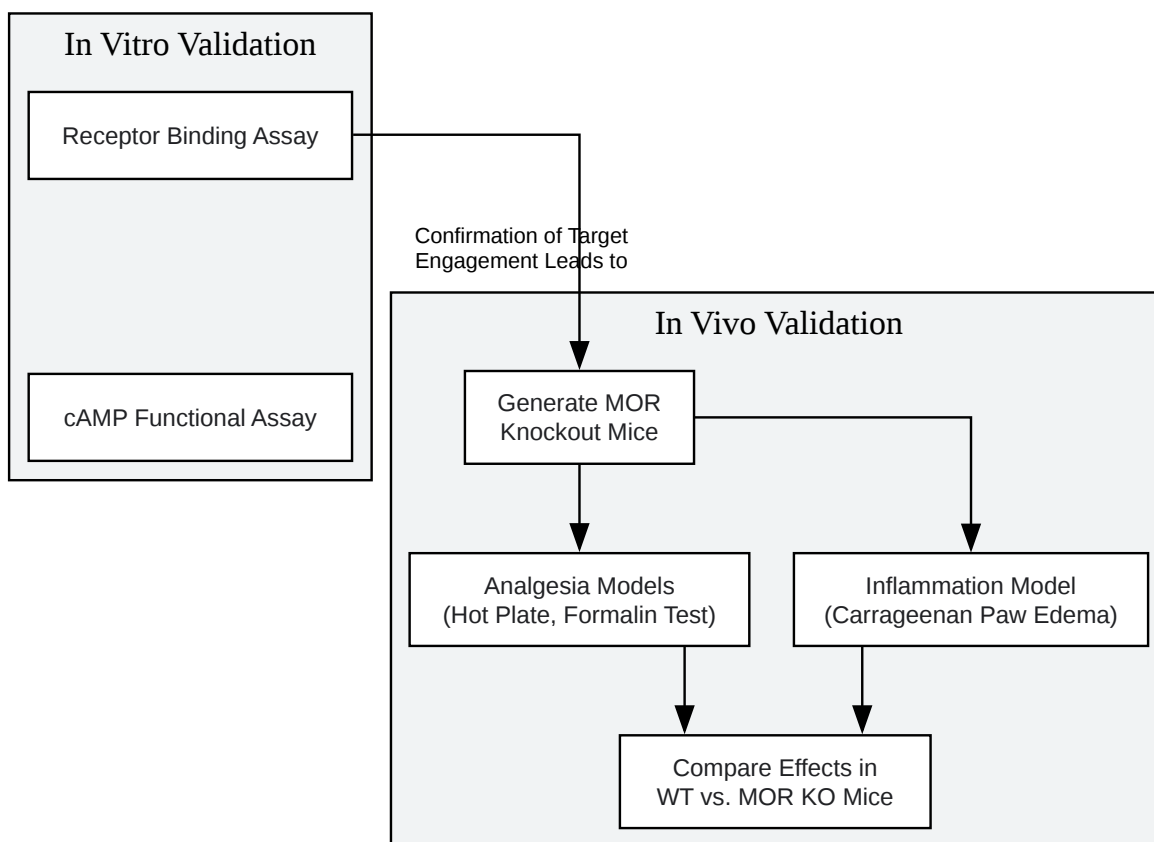 In Vitro Validation
Receptor Binding Assay
cAMP Functional Assay
Confirmation of Target
Engagement Leads to
In Vivo Validation
Generate MOR
Knockout Mice
Analgesia Models
(Hot Plate, Formalin Test)
Inflammation Model
(Carrageenan Paw Edema)
Compare Effects in
WT vs. MOR KO Mice